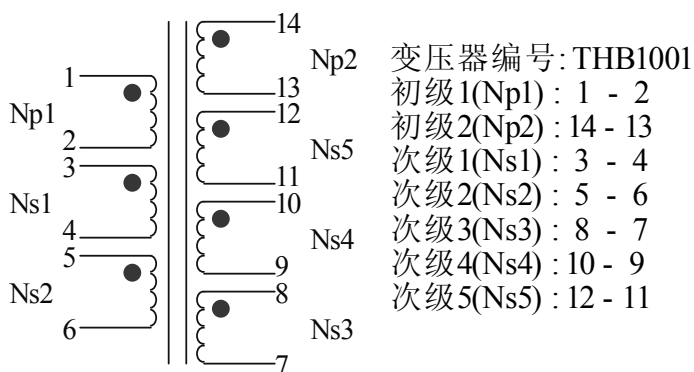 14
Np2
13
1
Np1
2
12
Ns5
11
3
Ns1
4
10
Ns4
9
5
Ns2
6
8
Ns3
7
变压器编号: THB1001
初级1(Np1) : 1 - 2
初级2(Np2) : 14 - 13
次级1(Ns1) : 3 - 4
次级2(Ns2) : 5 - 6
次级3(Ns3) : 8 - 7
次级4(Ns4) : 10 - 9
次级5(Ns5) : 12 - 11